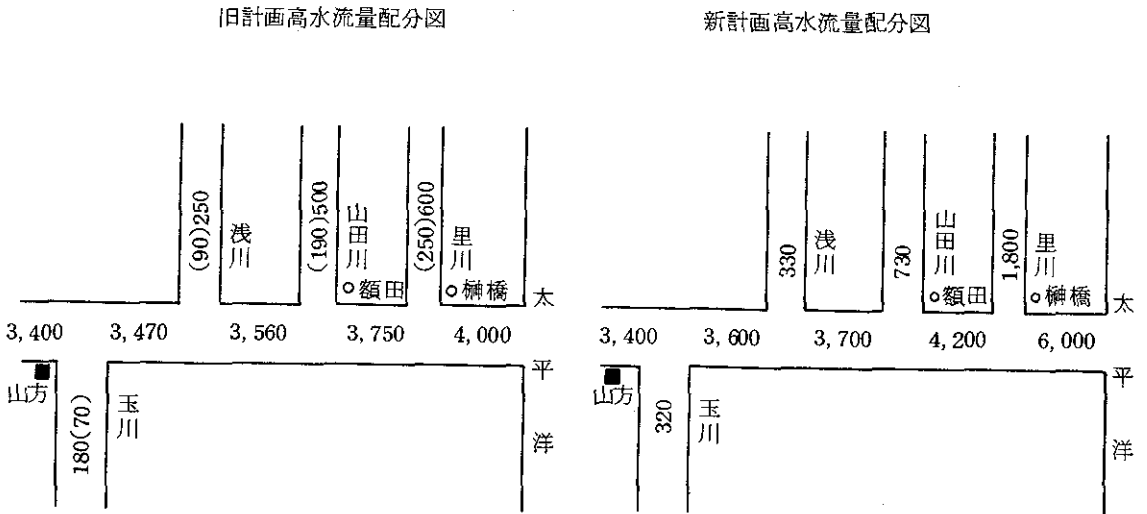 旧計画高水流量配分図
(90)250
浅川
(190)500
山田川
額田
(250)600
里川
榊橋
3,400 3,470 3,560 3,750 4,000
山方
180(70)
玉川
太平洋
新計画高水流量配分図
330
浅川
730
山田川
額田
1,800
里川
榊橋
3,400 3,600 3,700 4,200 6,000
山方
320
玉川
太平洋